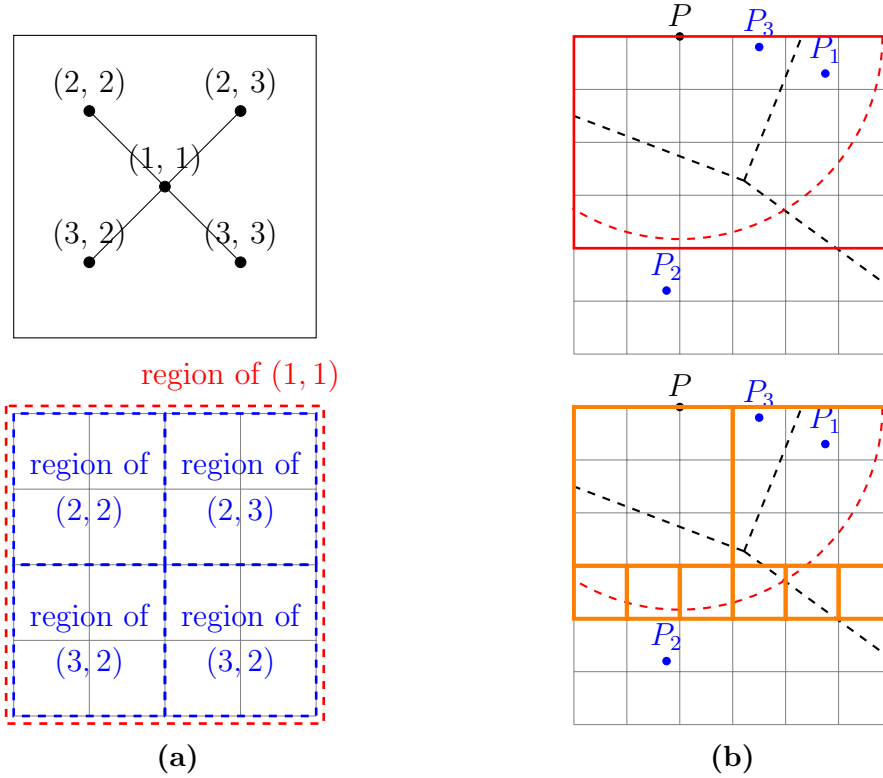 (2, 2)
(2, 3)
(1, 1)
(3, 2)
(3, 3)
region of (1, 1)
region of
(2, 2)
region of
(2, 3)
region of
(3, 2)
region of
(3, 2)
(a)
P
P3
P1
P2
P
P3
P1
P2
(b)